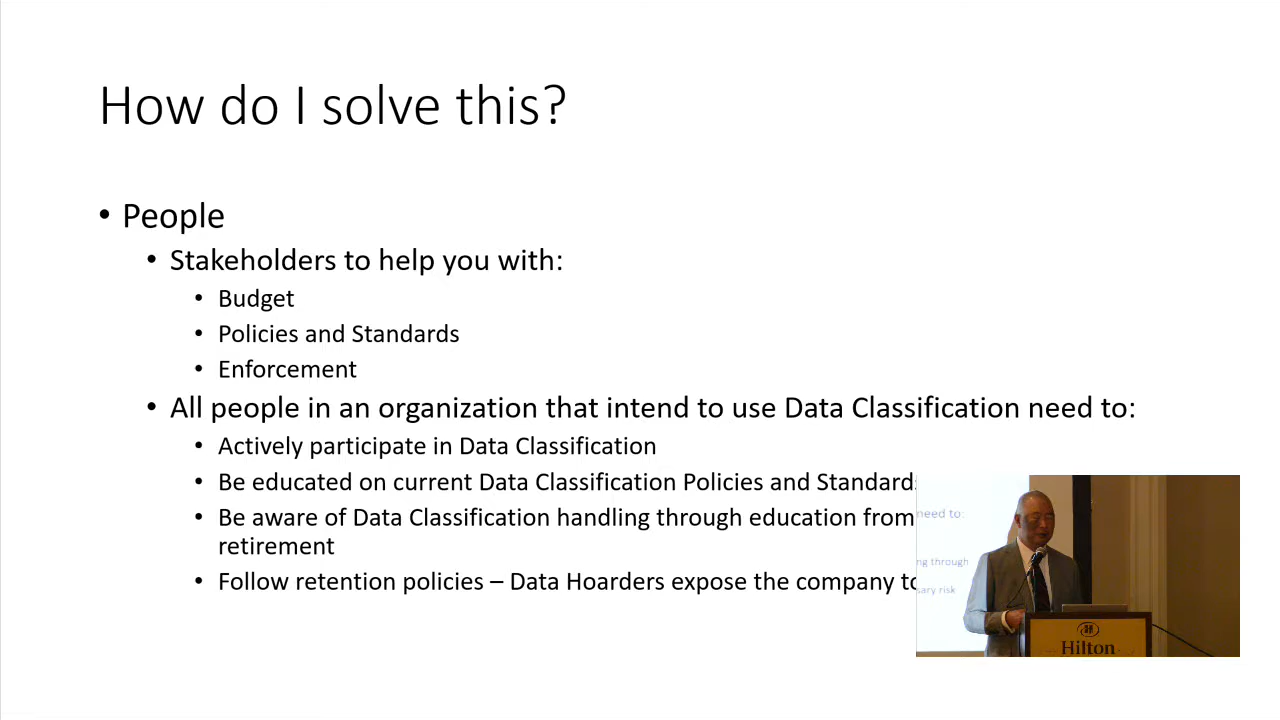 How do I solve this?
• People
• Stakeholders to help you with:
• Budget
• Policies and Standards
• Enforcement
• All people in an organization that intend to use Data Classification need to:
• Actively participate in Data Classification
• Be educated on current Data Classification Policies and Standards
• Be aware of Data Classification handling through education from
retirement
• Follow retention policies – Data Hoarders expose the company to
need to:
through
risk
Hilton